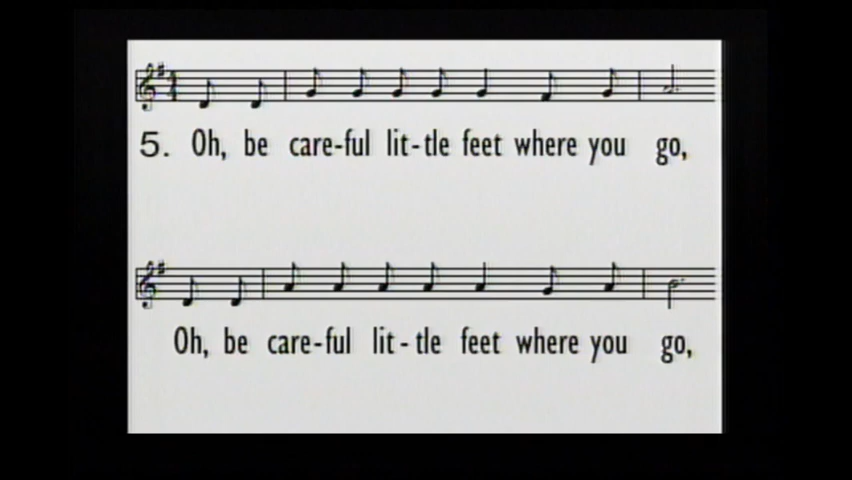 5. Oh, be care-ful lit-tle feet where you go,
Oh, be care-ful lit-tle feet where you go,